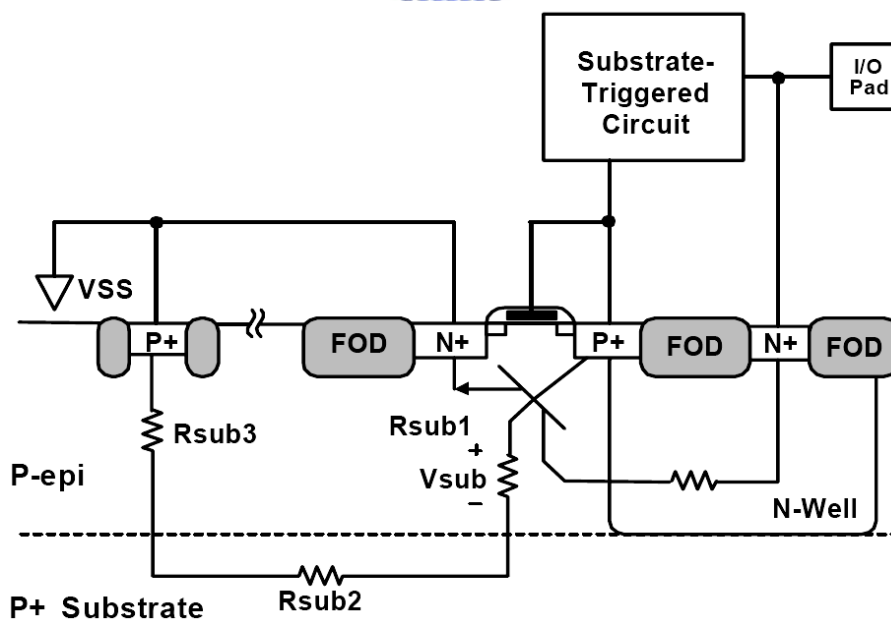 Substrate-
Triggered
Circuit
I/O
Pad
VSS
P+
FOD
N+
P+
FOD
N+
FOD
Rsub3
Rsub1
+
Vsub
−
P-epi
N-Well
Rsub2
P+ Substrate